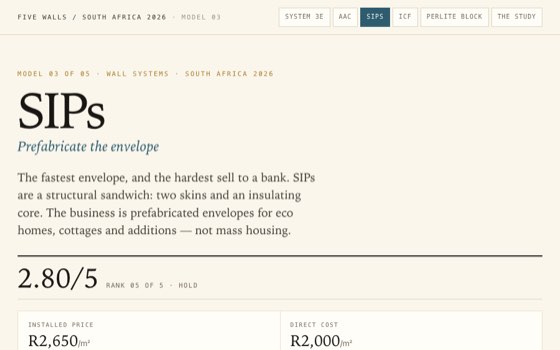 FIVE WALLS / SOUTH AFRICA 2026 · MODEL 03
SYSTEM 3E
AAC
SIPS
ICF
PERLITE BLOCK
THE STUDY
MODEL 03 OF 05 · WALL SYSTEMS · SOUTH AFRICA 2026
SIPs
Prefabricate the envelope
The fastest envelope, and the hardest sell to a bank. SIPs
are a structural sandwich: two skins and an insulating
core. The business is prefabricated envelopes for eco
homes, cottages and additions — not mass housing.
2.80/5 RANK 05 OF 5 · HOLD
INSTALLED PRICE
R2,650/m²
DIRECT COST
R2,000/m²